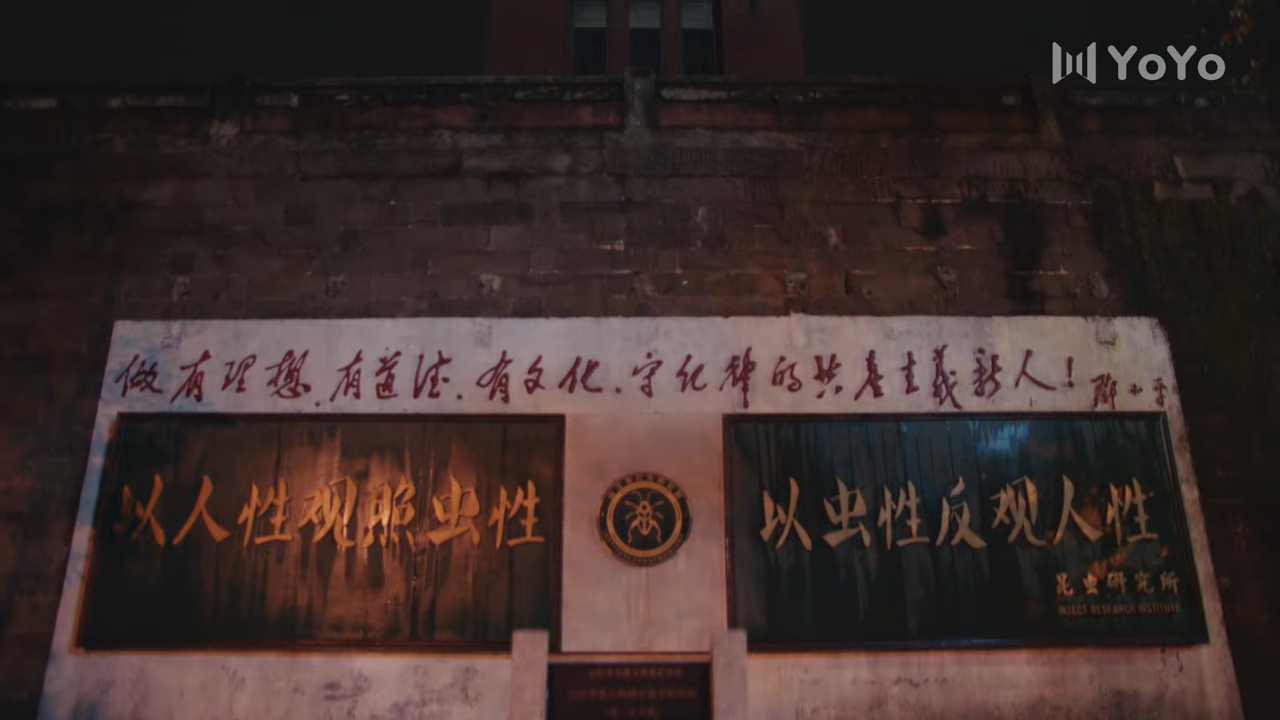 YoYo
做有理想、有道德、有文化、守纪律的共产主义新人!
邓小平
以人性观照虫性
以虫性反观人性
昆虫研究所
INSECT RESEARCH INSTITUTE